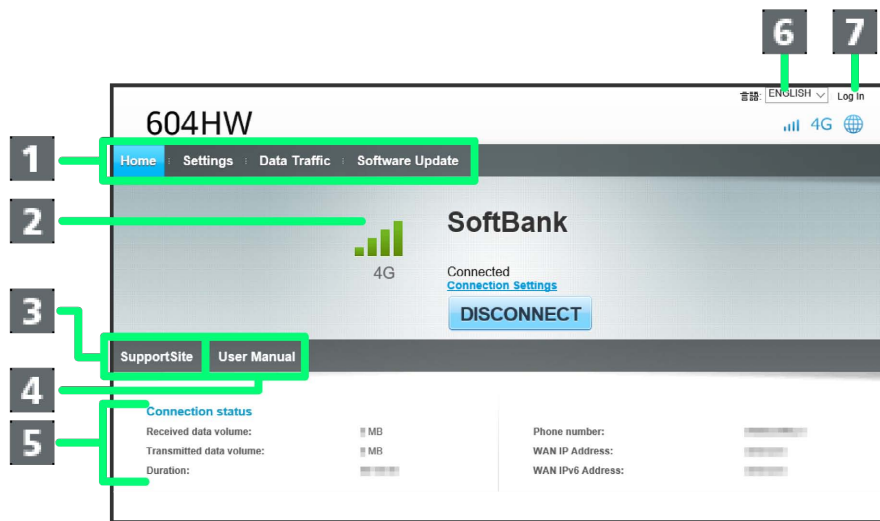 6 7
言語: ENGLISH Log In
604HW
4G
1
Home Settings Data Traffic Software Update
2
SoftBank
4G
Connected
Connection Settings
DISCONNECT
3
SupportSite User Manual
4
5
Connection status
Received data volume: MB
Transmitted data volume: MB
Duration:
Phone number:
WAN IP Address:
WAN IPv6 Address: